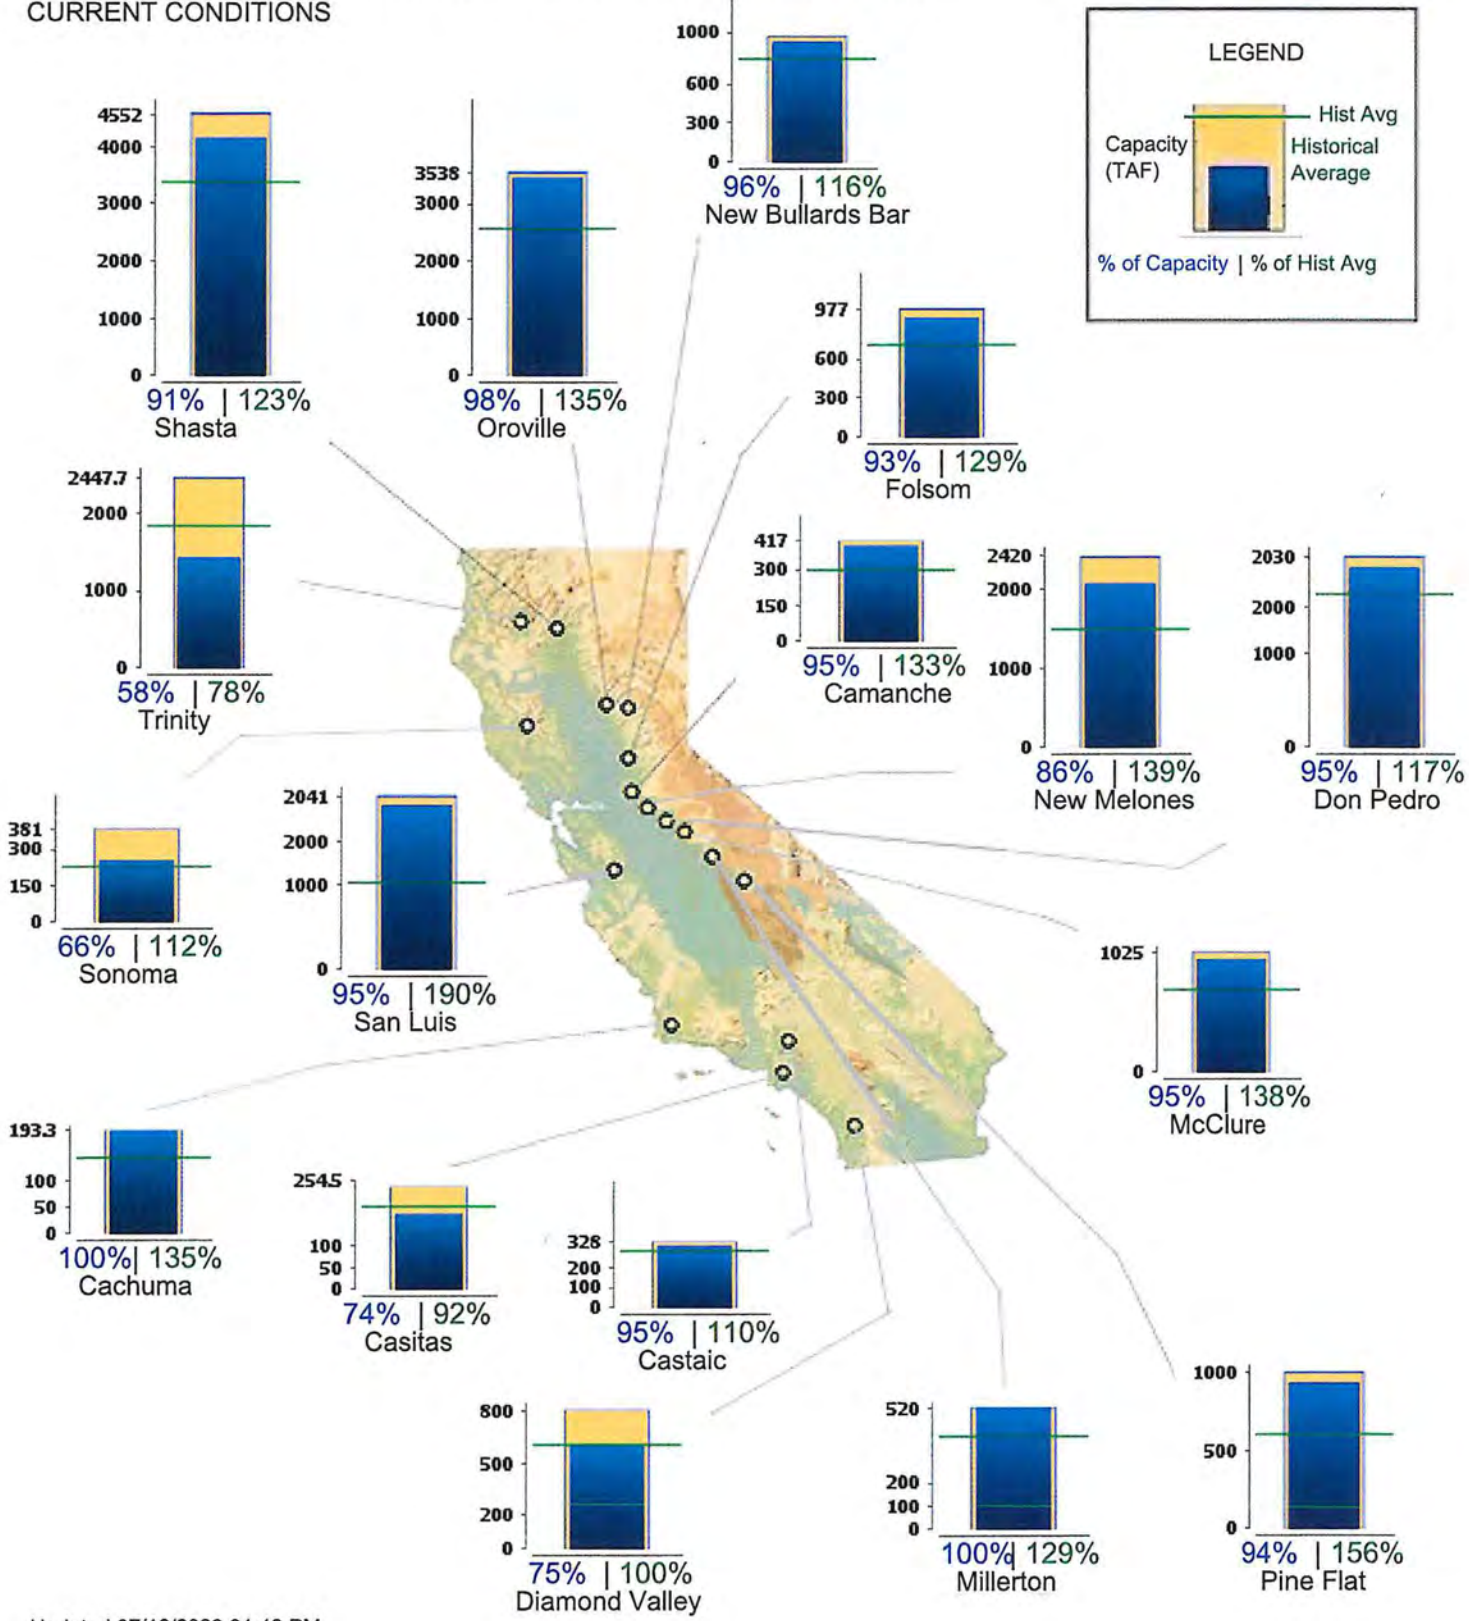 CURRENT CONDITIONS
1000
600
300
0
96% | 116%
New Bullards Bar
LEGEND
Hist Avg
Capacity
(TAF)
Historical
Average
% of Capacity | % of Hist Avg
4552
4000
3000
2000
1000
0
91% | 123%
Shasta
3538
3000
2000
1000
0
98% | 135%
Oroville
977
600
300
0
93% | 129%
Folsom
2447.7
2000
1000
0
58% | 78%
Trinity
417
300
150
0
95% | 133%
Camanche
2420
2000
1000
0
86% | 139%
New Melones
2030
2000
1000
0
95% | 117%
Don Pedro
381
300
150
0
66% | 112%
Sonoma
2041
2000
1000
0
95% | 190%
San Luis
1025
0
95% | 138%
McClure
193.3
100
50
0
100% | 135%
Cachuma
254.5
100
50
0
74% | 92%
Casitas
328
200
100
0
95% | 110%
Castaic
800
500
200
0
75% | 100%
Diamond Valley
520
200
100
0
100% | 129%
Millerton
1000
500
0
94% | 156%
Pine Flat